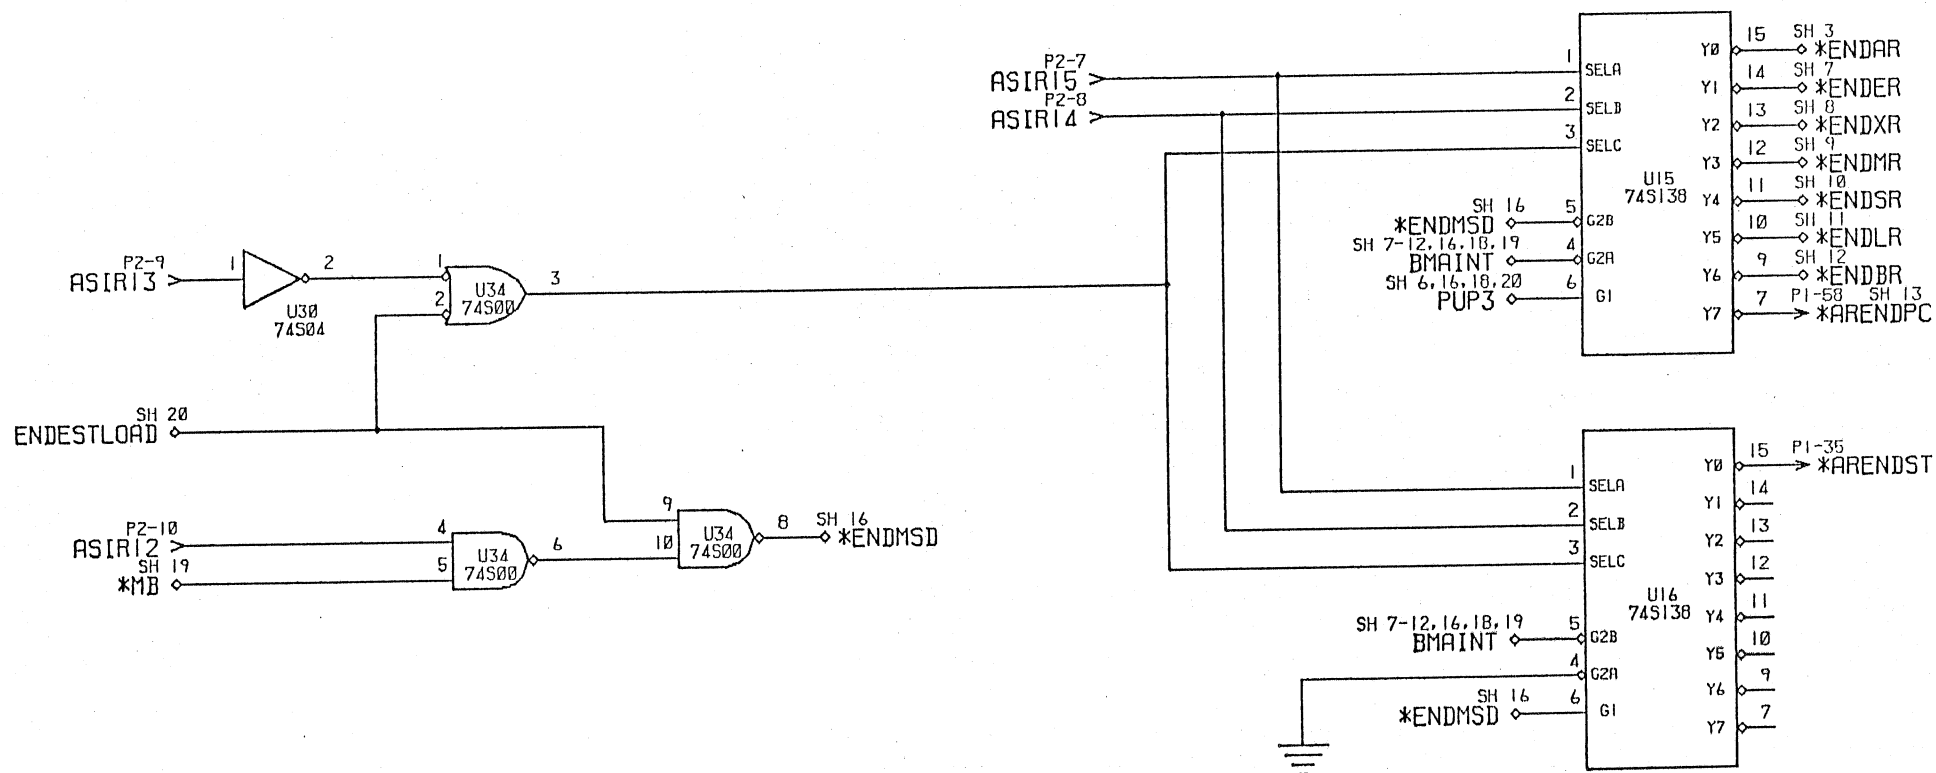 P2-7
ASIR15
P2-8
ASIR14
1 SELA
2 SELB
3 SELC
U15
74S138
SH 16
*ENDMSD 5 G2B
SH 7-12,16,18,19
BMAINT 4 G2A
SH 6,16,18,20
PUP3 6 G1
Y0 15 SH 3 *ENDAR
Y1 14 SH 7 *ENDER
Y2 13 SH 8 *ENDXR
Y3 12 SH 9 *ENDMR
Y4 11 SH 10 *ENDSR
Y5 10 SH 11 *ENDLR
Y6 9 SH 12 *ENDBR
Y7 7 P1-58 SH 13 *ARENDPC
P2-9
ASIR13
1 2
U30
74S04
1
2
U34
74S00
3
SH 20
ENDESTLOAD
P2-10
ASIR12
SH 19
*MB
4
5
U34
74S00
6
9
10
U34
74S00
8
SH 16
*ENDMSD
1 SELA
2 SELB
3 SELC
U16
74S138
SH 7-12,16,18,19
BMAINT 5 G2B
4 G2A
SH 16
*ENDMSD 6 G1
Y0 15 P1-35 *ARENDST
Y1 14
Y2 13
Y3 12
Y4 11
Y5 10
Y6 9
Y7 7